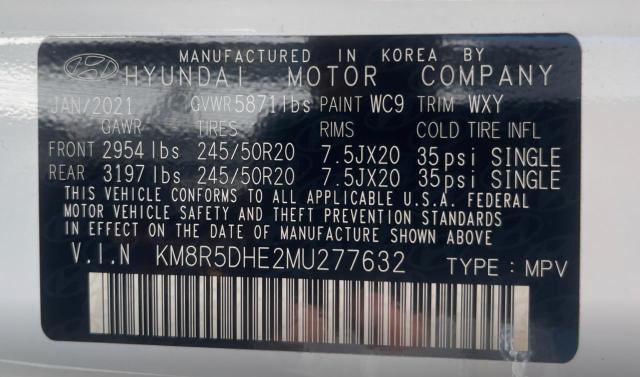 MANUFACTURED IN KOREA BY
HYUNDAI MOTOR COMPANY
JAN/2021 GVWR 5871 lbs PAINT WC9 TRIM WXY
GAWR TIRES RIMS COLD TIRE INFL
FRONT 2954 lbs 245/50R20 7.5JX20 35psi SINGLE
REAR 3197 lbs 245/50R20 7.5JX20 35psi SINGLE
THIS VEHICLE CONFORMS TO ALL APPLICABLE U.S.A. FEDERAL
MOTOR VEHICLE SAFETY AND THEFT PREVENTION STANDARDS
IN EFFECT ON THE DATE OF MANUFACTURE SHOWN ABOVE
V.I.N KM8R5DHE2MU277632 TYPE : MPV